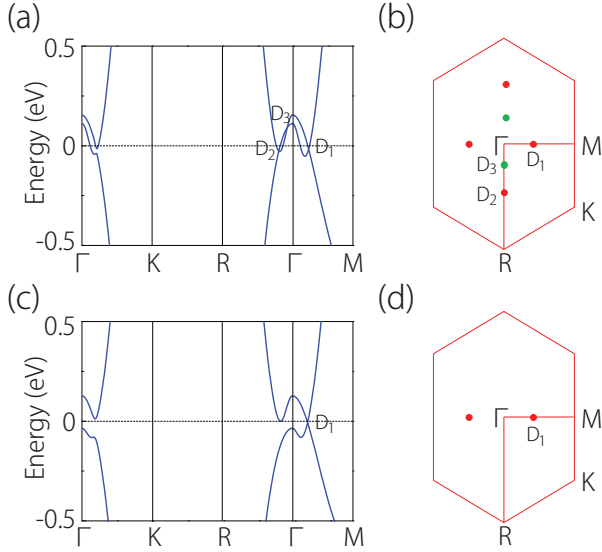 (a)
0.5
0
-0.5
Energy (eV)
D₃
D₂
D₁
Γ K R Γ M
(b)
Γ
M
D₃
D₁
D₂
K
R
(c)
0.5
0
-0.5
Energy (eV)
D₁
Γ K R Γ M
(d)
Γ
M
D₁
K
R